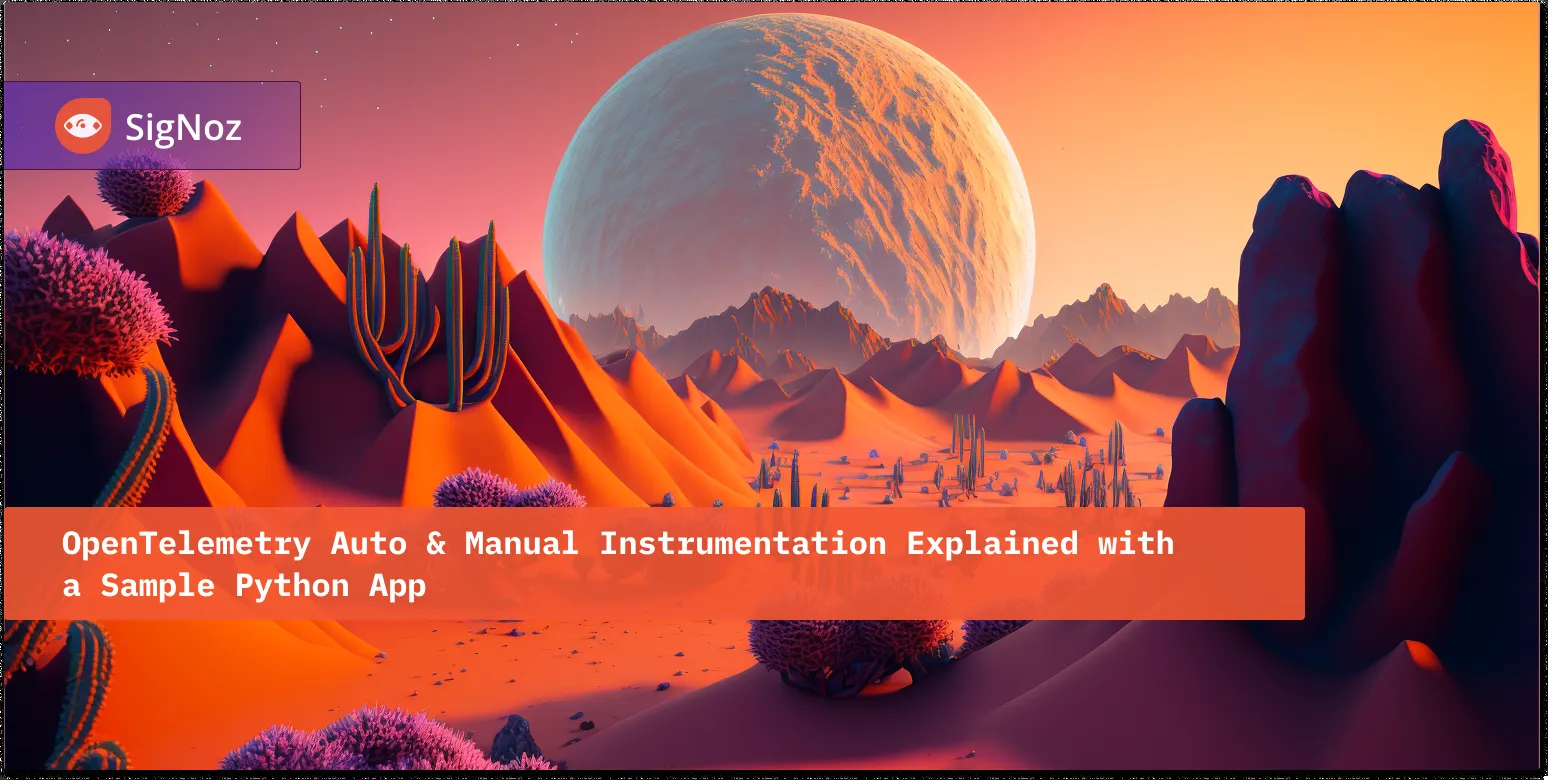 SigNoz
OpenTelemetry Auto & Manual Instrumentation Explained with
a Sample Python App